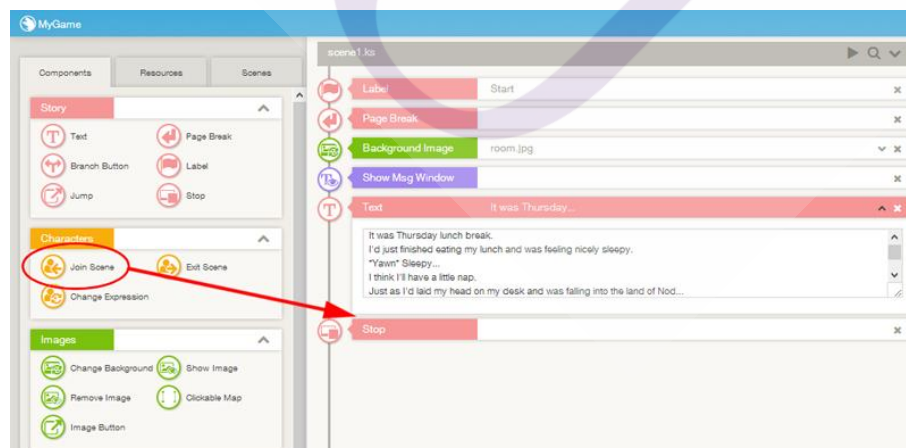 MyGame
Components Resources Scenes
Story
Text Page Break
Branch Button Label
Jump Stop
Characters
Join Scene Exit Scene
Change Expression
Images
Change Background Show Image
Remove Image Clickable Map
Image Button
scene1.ks
Label Start
Page Break
Background Image room.jpg
Show Msg Window
Text It was Thursday...
It was Thursday lunch break.
I'd just finished eating my lunch and was feeling nicely sleepy.
"Yawn" Sleepy...
I think I'll have a little nap.
Just as I'd laid my head on my desk and was falling into the land of Nod...
Stop